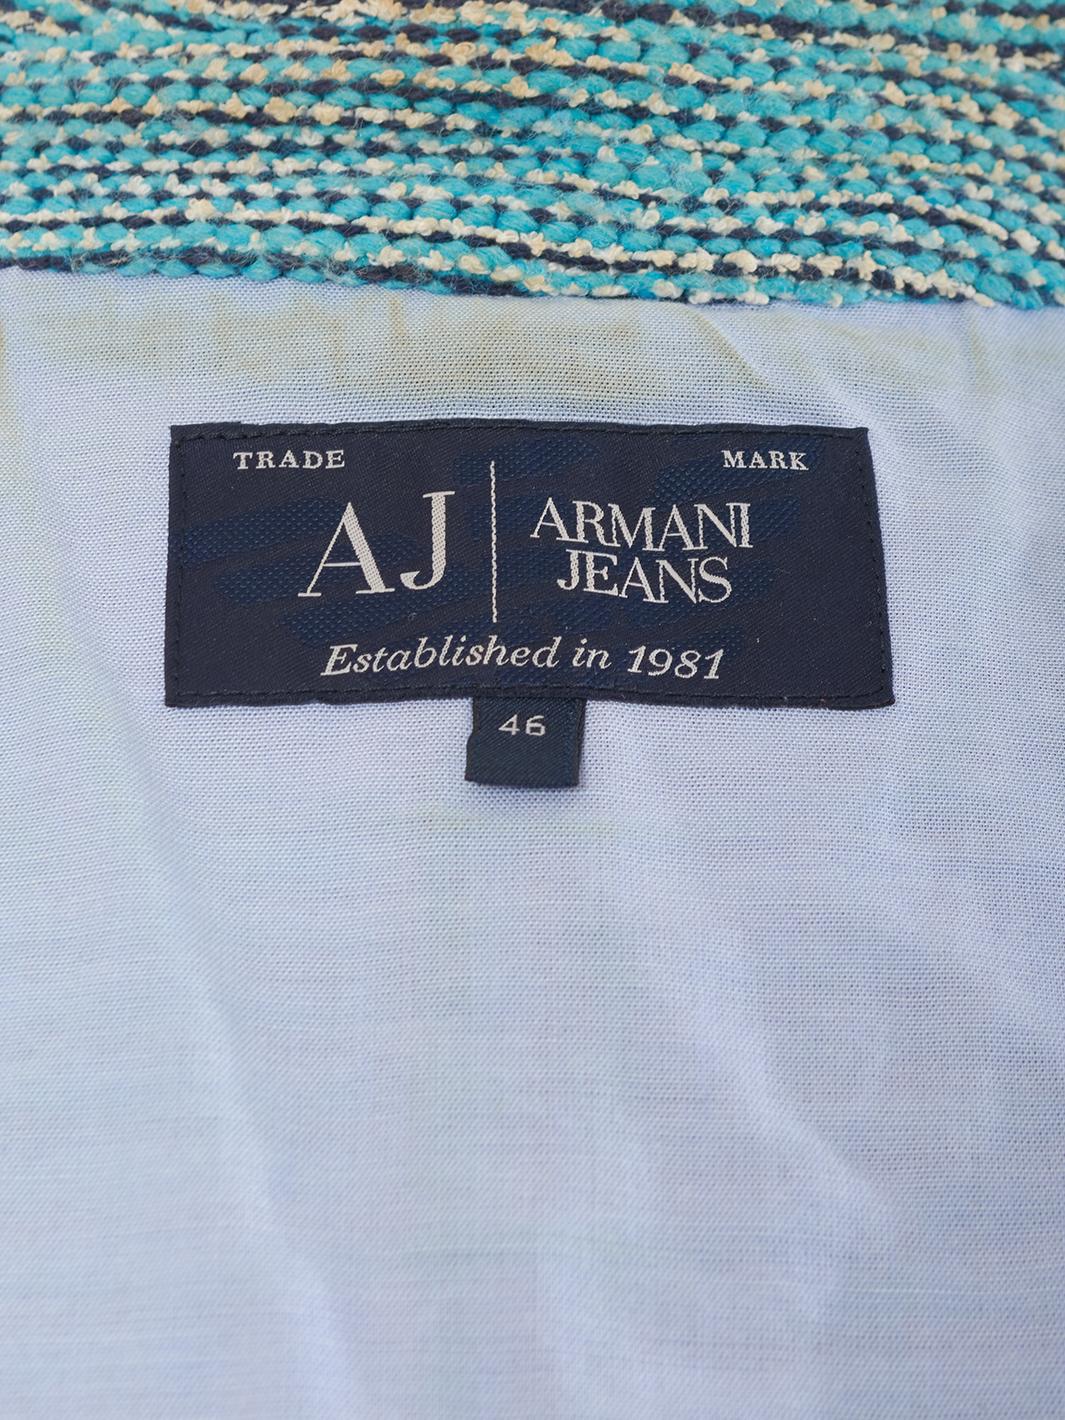 TRADE MARK
AJ ARMANI
JEANS
Established in 1981
46